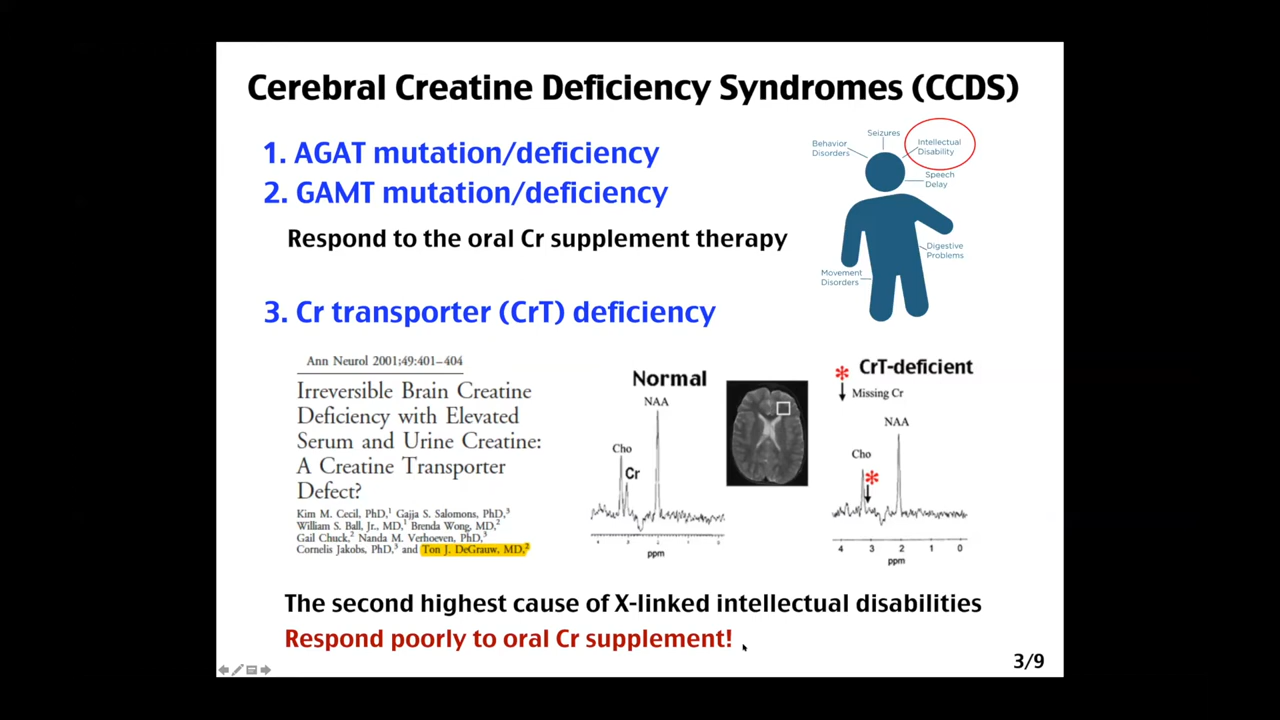 Cerebral Creatine Deficiency Syndromes (CCDS)
1. AGAT mutation/deficiency
2. GAMT mutation/deficiency
Respond to the oral Cr supplement therapy
Seizures
Behavior
Disorders
Intellectual
Disability
Speech
Delay
Digestive
Problems
Movement
Disorders
3. Cr transporter (CrT) deficiency
Ann Neurol 2001;49:401–404
Irreversible Brain Creatine
Deficiency with Elevated
Serum and Urine Creatine:
A Creatine Transporter
Defect?
Kim M. Cecil, PhD,1 Gajja S. Salomons, PhD,3
William S. Ball, Jr., MD,1 Brenda Wong, MD,2
Gail Chuck,2 Nanda M. Verhoeven, PhD,3
Cornelis Jakobs, PhD,3 and Ton J. DeGrauw, MD,2
Normal
NAA
Cho
Cr
ppm
* CrT-deficient
Missing Cr
NAA
Cho
*
4 3 2 1 0
ppm
The second highest cause of X-linked intellectual disabilities
Respond poorly to oral Cr supplement!
3/9